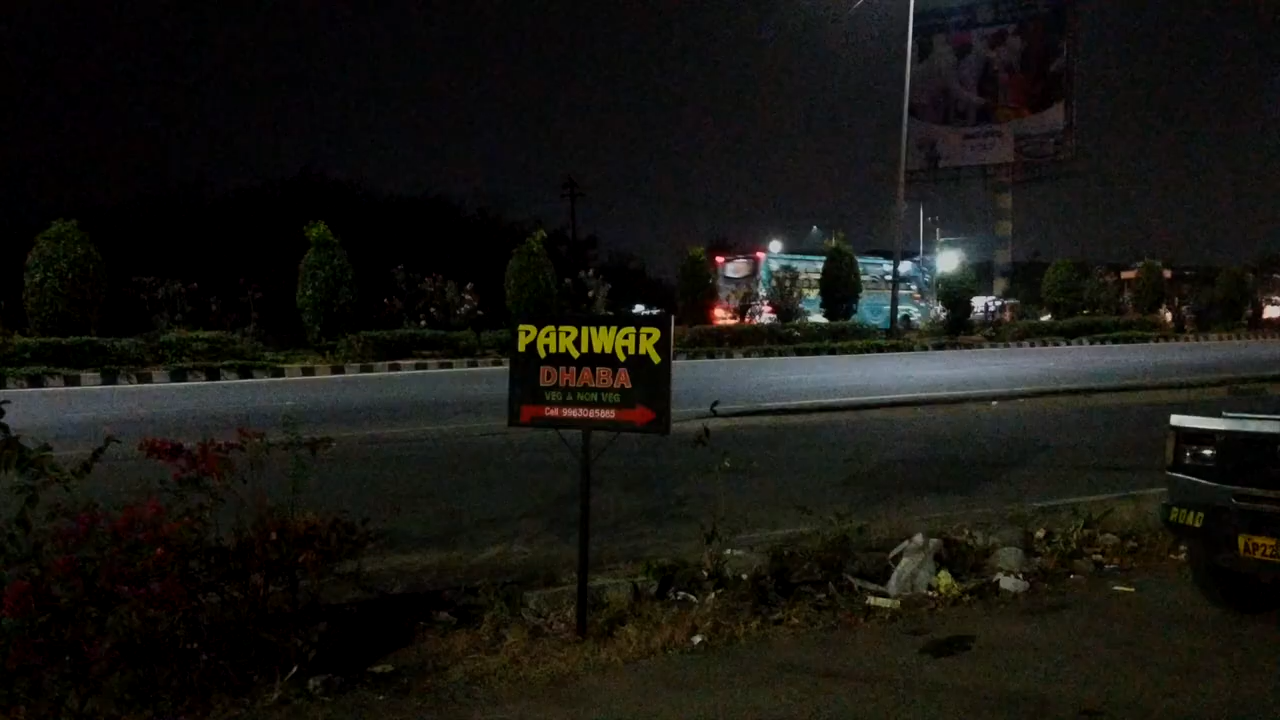 PARIWAR
DHABA
VEG & NON VEG
Cell 9963085885
ROAD
AP22